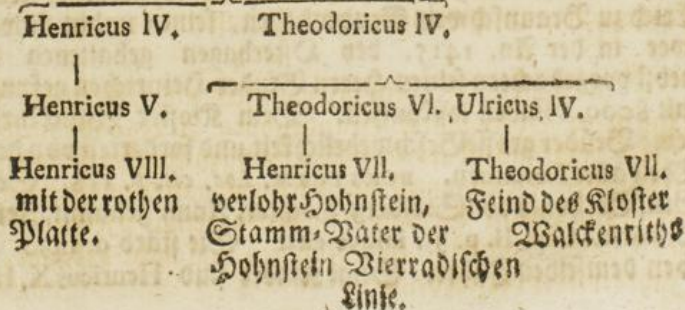 Henricus IV. Theodoricus IV.
Henricus V. Theodoricus VI. Ulricus IV.
Henricus VIII. Henricus VII. Theodoricus VII.
mit der rothen verlohr Hohnstein, Feind des Kloster
Platte. Stamm-Vater der Walckenriths
Hohnstein Vierradischen
Linie.